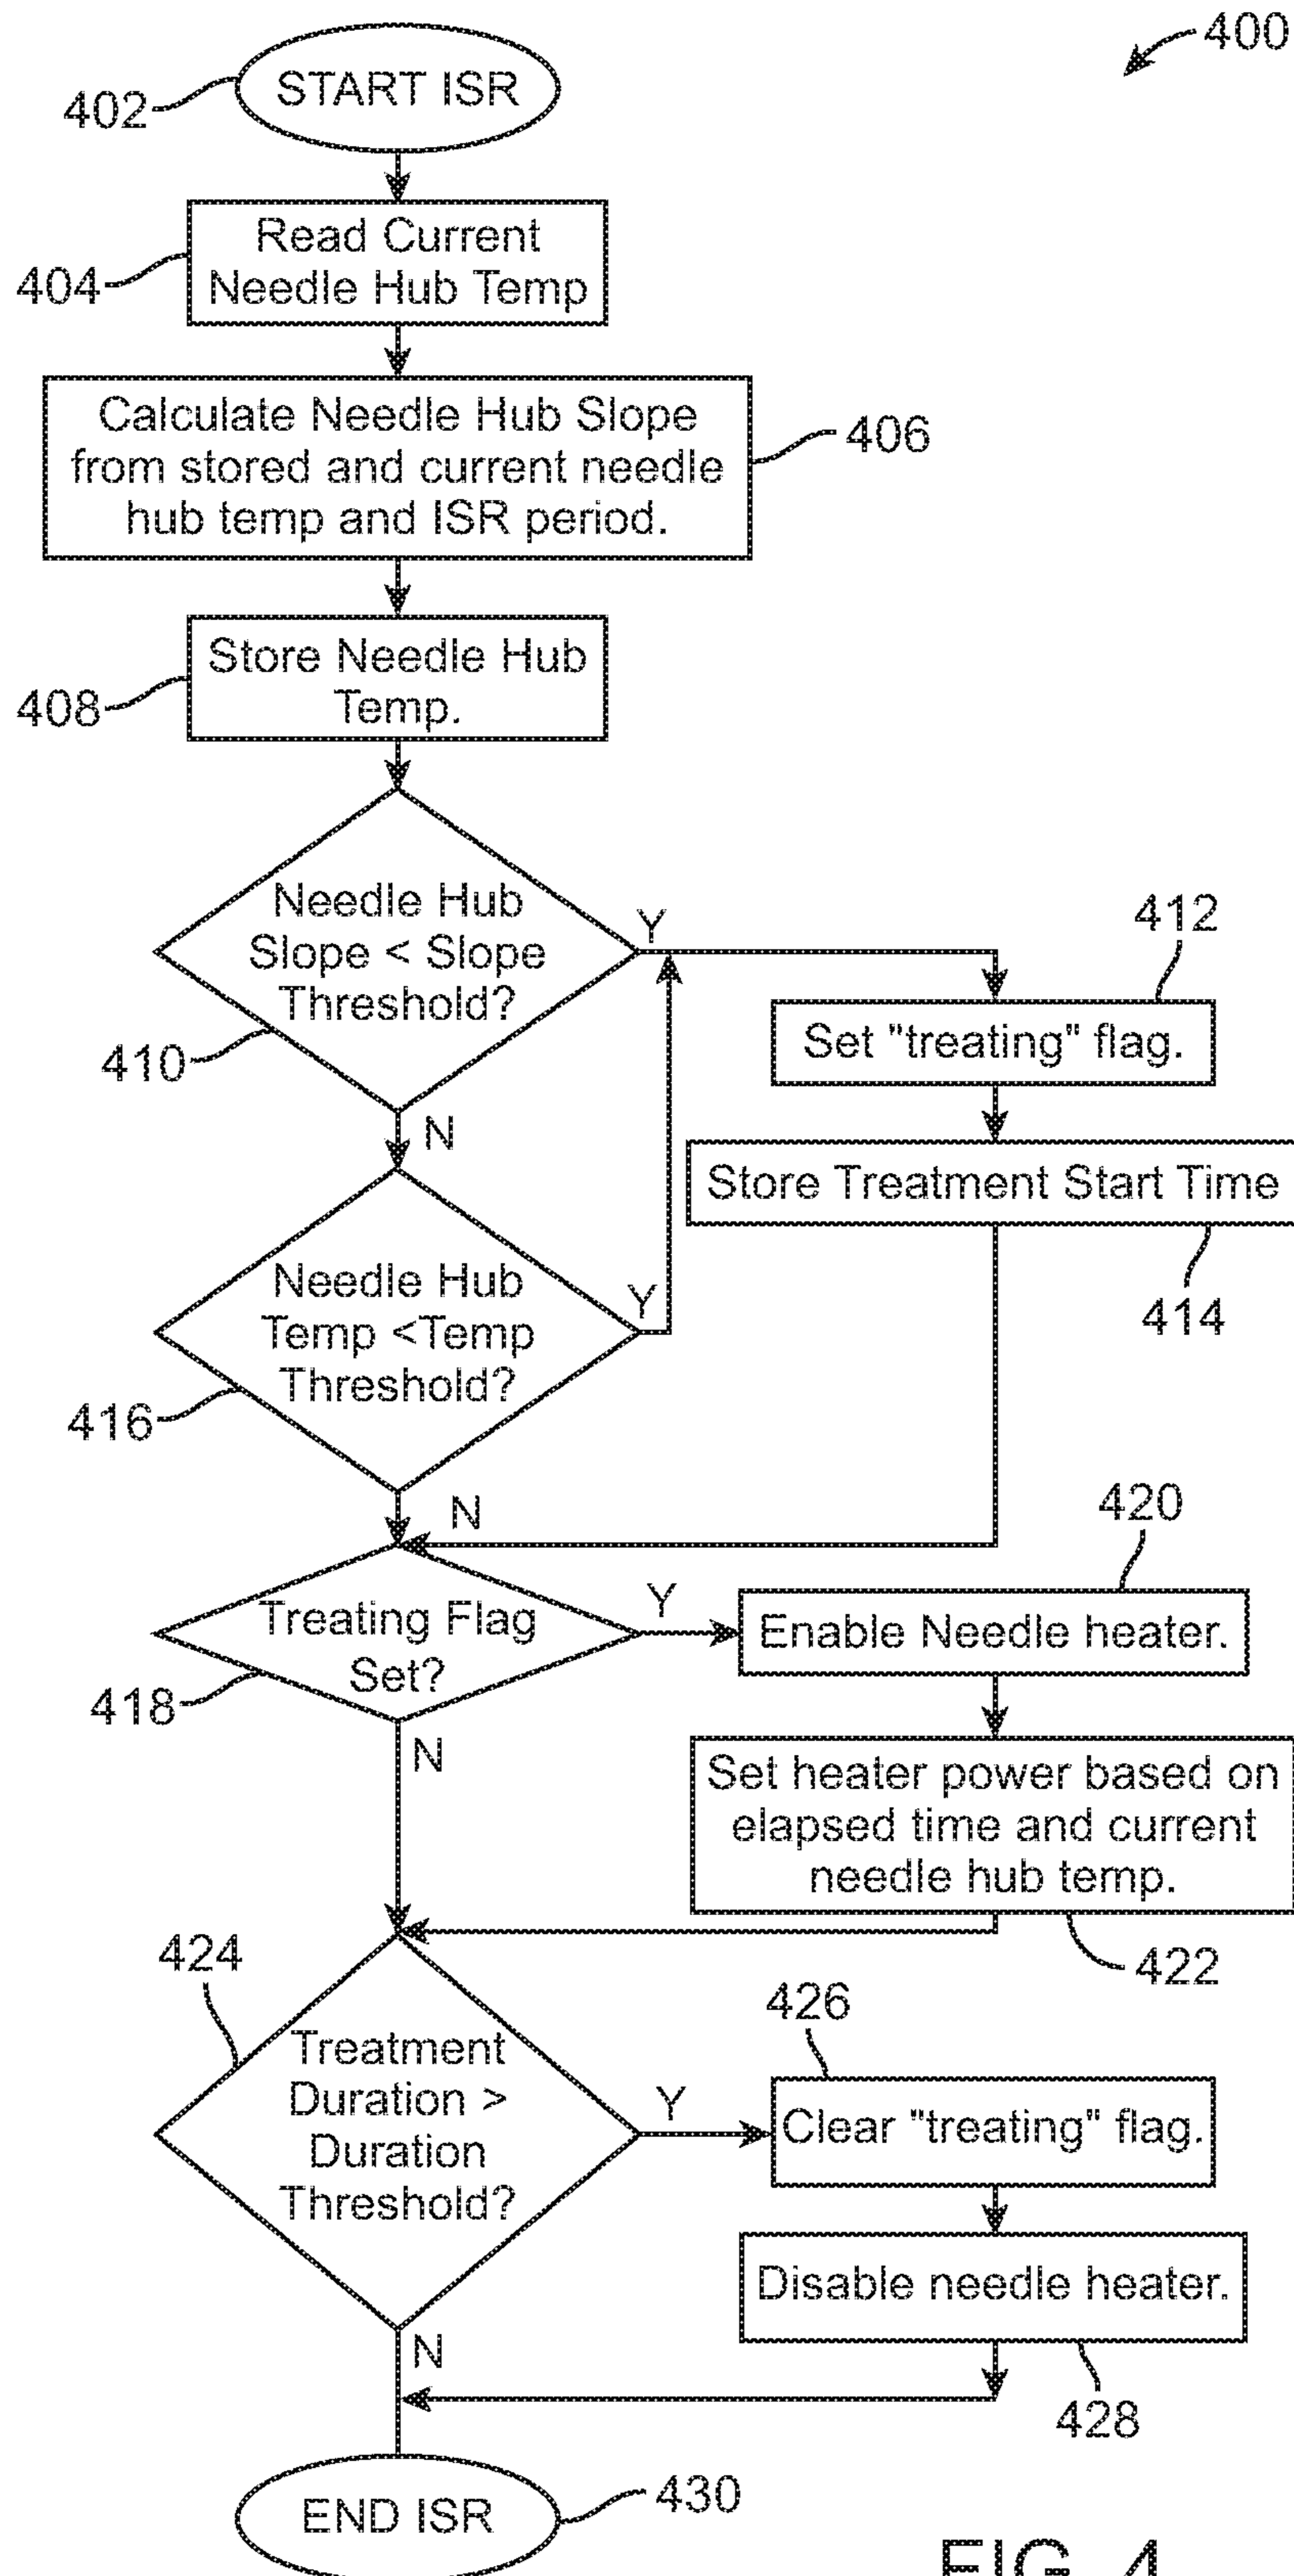 400
402
START ISR
404
Read Current
Needle Hub Temp
Calculate Needle Hub Slope
from stored and current needle
hub temp and ISR period.
406
408
Store Needle Hub
Temp.
Needle Hub
Slope < Slope
Threshold?
410
Y
N
412
Set "treating" flag.
Store Treatment Start Time
414
Needle Hub
Temp <Temp
Threshold?
416
Y
N
Treating Flag
Set?
418
Y
N
420
Enable Needle heater.
Set heater power based on
elapsed time and current
needle hub temp.
422
424
Treatment
Duration >
Duration
Threshold?
Y
N
426
Clear "treating" flag.
Disable needle heater.
428
END ISR
430
FIG. 4